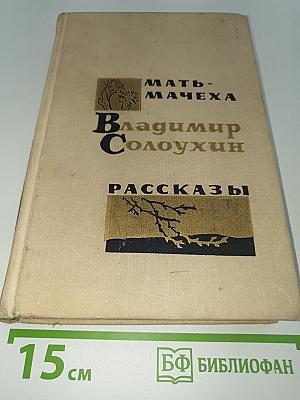 МАТЬ-
МАЧЕХА
Владимир
Солоухин
РАССКАЗЫ
15 см
БФ БИБЛИОФАН